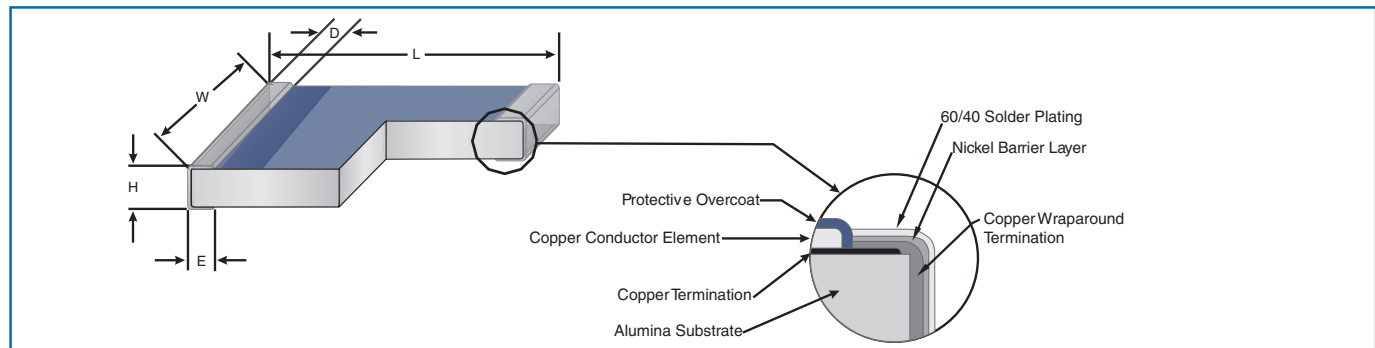 D
L
W
H
E
60/40 Solder Plating
Nickel Barrier Layer
Protective Overcoat
Copper Wraparound
Termination
Copper Conductor Element
Copper Termination
Alumina Substrate